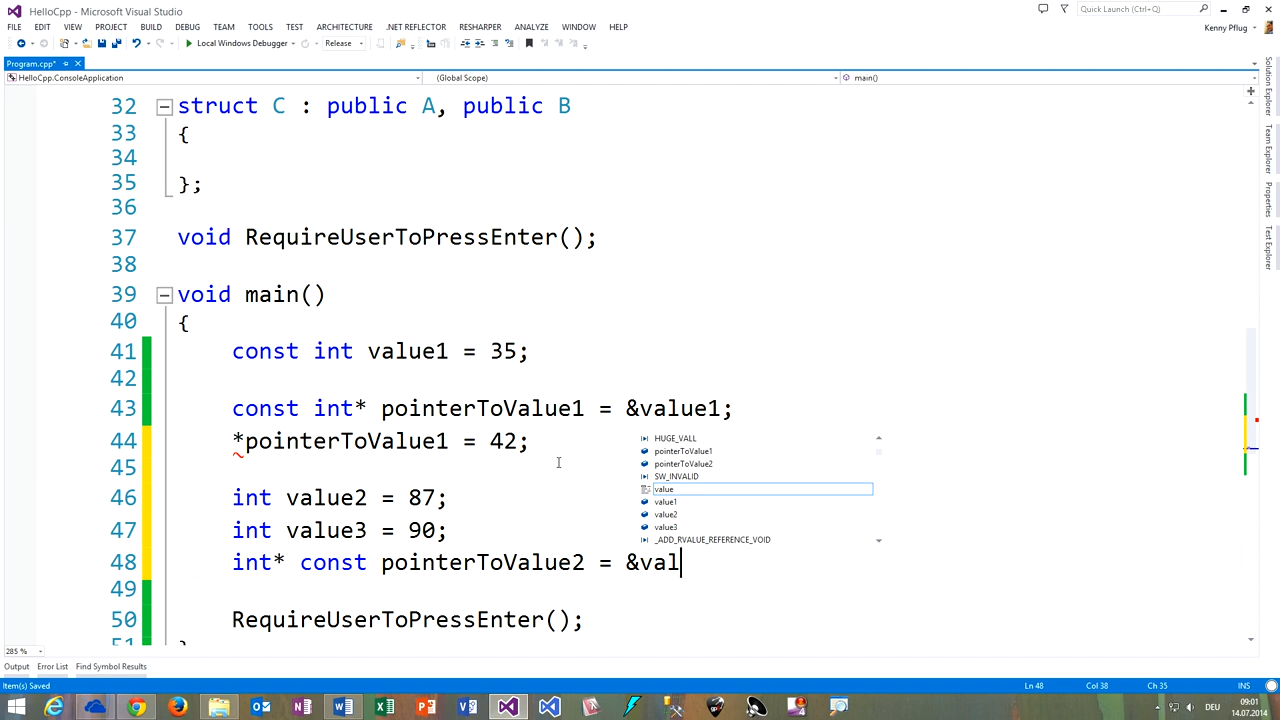 HelloCpp - Microsoft Visual Studio
Quick Launch (Ctrl+Q)
FILE EDIT VIEW PROJECT BUILD DEBUG TEAM TOOLS TEST ARCHITECTURE .NET REFLECTOR RESHARPER ANALYZE WINDOW HELP
Kenny Pflug
Local Windows Debugger Release
Program.cpp*
HelloCpp.ConsoleApplication (Global Scope) main()
32 struct C : public A, public B
33 {
34
35 };
36
37 void RequireUserToPressEnter();
38
39 void main()
40 {
41 const int value1 = 35;
42
43 const int* pointerToValue1 = &value1;
44 *pointerToValue1 = 42;
45
46 int value2 = 87;
47 int value3 = 90;
48 int* const pointerToValue2 = &val
49
50 RequireUserToPressEnter();
51 }
HUGE_VALL
pointerToValue1
pointerToValue2
SW_INVALID
value
value1
value2
value3
_ADD_RVALUE_REFERENCE_VOID
Solution Explorer
Team Explorer
Properties
Test Explorer
285 %
Output Error List Find Symbol Results
Item(s) Saved Ln 48 Col 38 Ch 35 INS
DEU 09:01
14.07.2014